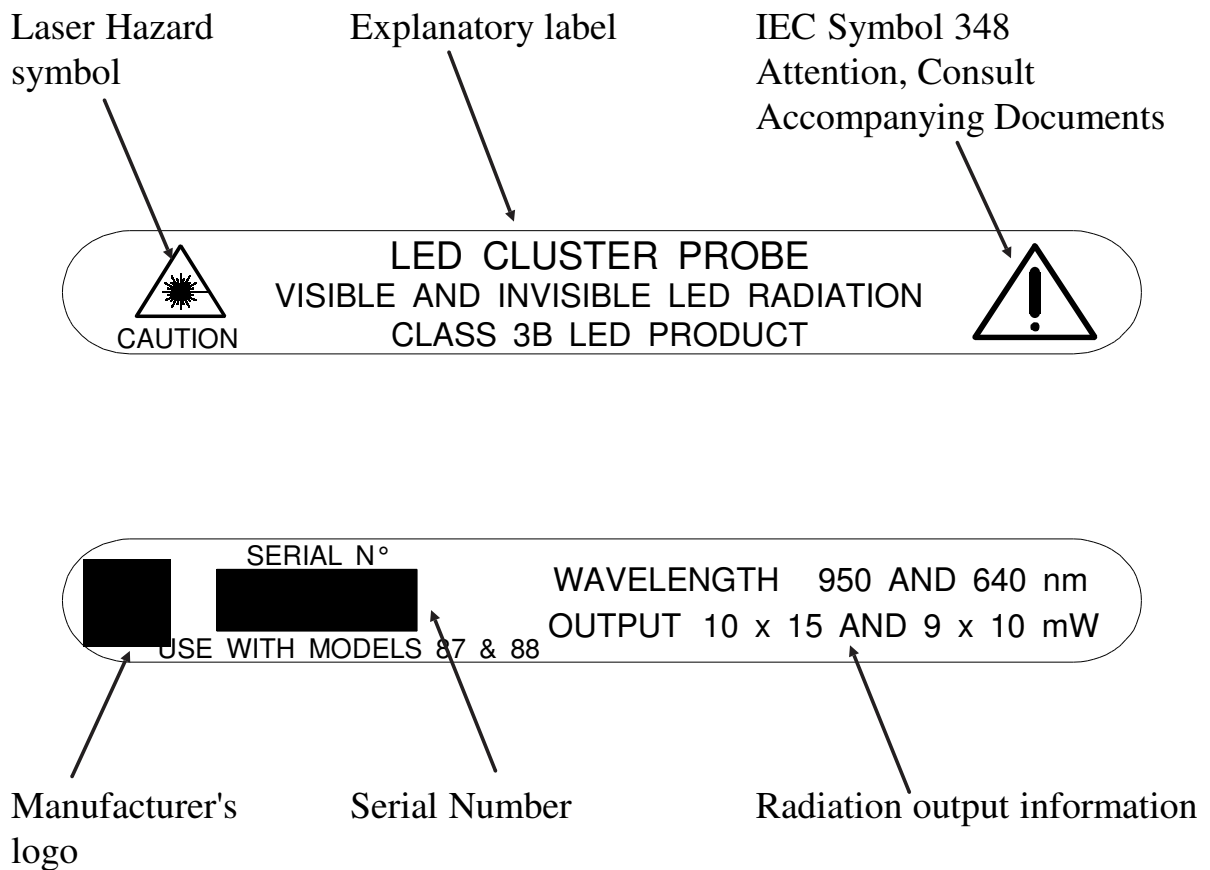 Laser Hazard
symbol
Explanatory label
IEC Symbol 348
Attention, Consult
Accompanying Documents
CAUTION
LED CLUSTER PROBE
VISIBLE AND INVISIBLE LED RADIATION
CLASS 3B LED PRODUCT
SERIAL N°
USE WITH MODELS 87 & 88
WAVELENGTH 950 AND 640 nm
OUTPUT 10 x 15 AND 9 x 10 mW
Manufacturer's
logo
Serial Number
Radiation output information